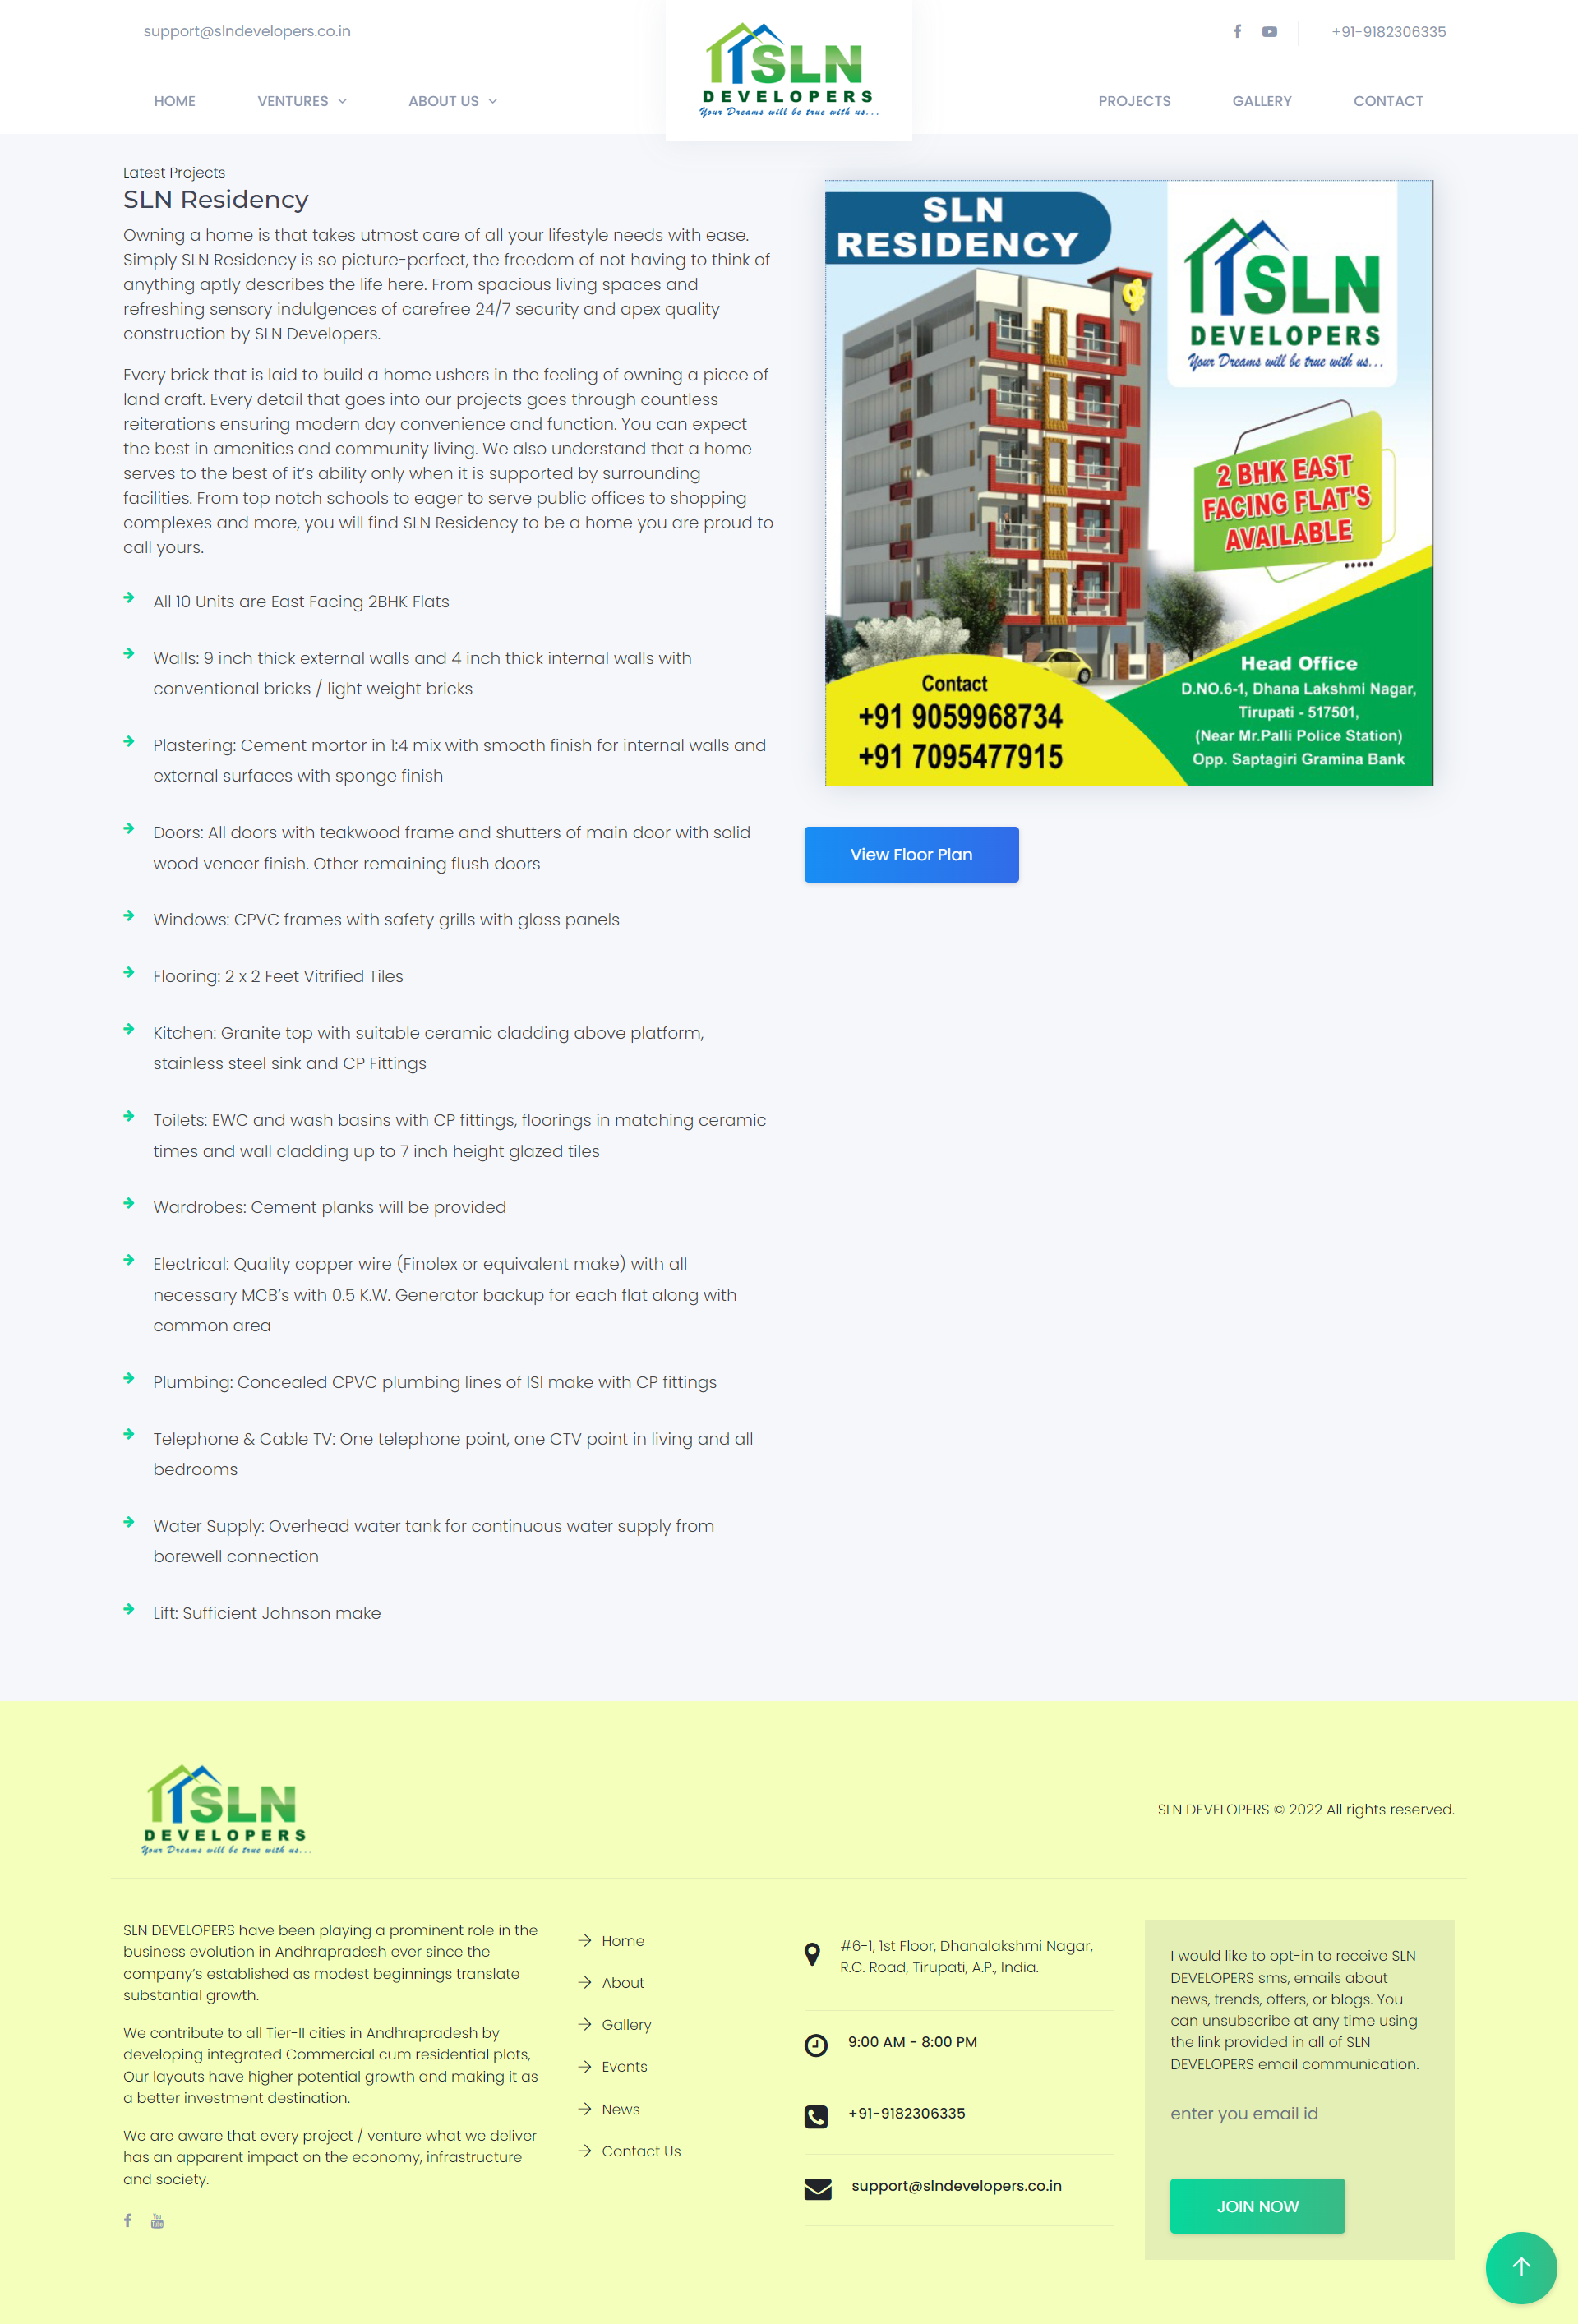 support@slndevelopers.co.in
+91-9182306335
HOME
VENTURES
ABOUT US
SLN
DEVELOPERS
Your Dreams will be true with us...
PROJECTS
GALLERY
CONTACT
Latest Projects
SLN Residency
Owning a home is that takes utmost care of all your lifestyle needs with ease.
Simply SLN Residency is so picture-perfect, the freedom of not having to think of
anything aptly describes the life here. From spacious living spaces and
refreshing sensory indulgences of carefree 24/7 security and apex quality
construction by SLN Developers.
Every brick that is laid to build a home ushers in the feeling of owning a piece of
land craft. Every detail that goes into our projects goes through countless
reiterations ensuring modern day convenience and function. You can expect
the best in amenities and community living. We also understand that a home
serves to the best of it's ability only when it is supported by surrounding
facilities. From top notch schools to eager to serve public offices to shopping
complexes and more, you will find SLN Residency to be a home you are proud to
call yours.
All 10 Units are East Facing 2BHK Flats
Walls: 9 inch thick external walls and 4 inch thick internal walls with
conventional bricks / light weight bricks
Plastering: Cement mortor in 1:4 mix with smooth finish for internal walls and
external surfaces with sponge finish
Doors: All doors with teakwood frame and shutters of main door with solid
wood veneer finish. Other remaining flush doors
Windows: CPVC frames with safety grills with glass panels
Flooring: 2 x 2 Feet Vitrified Tiles
Kitchen: Granite top with suitable ceramic cladding above platform,
stainless steel sink and CP Fittings
Toilets: EWC and wash basins with CP fittings, floorings in matching ceramic
times and wall cladding up to 7 inch height glazed tiles
Wardrobes: Cement planks will be provided
Electrical: Quality copper wire (Finolex or equivalent make) with all
necessary MCB's with 0.5 K.W. Generator backup for each flat along with
common area
Plumbing: Concealed CPVC plumbing lines of ISI make with CP fittings
Telephone & Cable TV: One telephone point, one CTV point in living and all
bedrooms
Water Supply: Overhead water tank for continuous water supply from
borewell connection
Lift: Sufficient Johnson make
SLN
RESIDENCY
SLN
DEVELOPERS
Your Dreams will be true with us...
2 BHK EAST
FACING FLAT'S
AVAILABLE
Contact
+91 9059968734
+91 7095477915
Head Office
D.NO.6-1, Dhana Lakshmi Nagar,
Tirupati - 517501,
(Near Mr.Palli Police Station)
Opp. Saptagiri Gramina Bank
View Floor Plan
SLN
DEVELOPERS
Your Dreams will be true with us...
SLN DEVELOPERS © 2022 All rights reserved.
SLN DEVELOPERS have been playing a prominent role in the
business evolution in Andhrapradesh ever since the
company's established as modest beginnings translate
substantial growth.
We contribute to all Tier-II cities in Andhrapradesh by
developing integrated Commercial cum residential plots,
Our layouts have higher potential growth and making it as
a better investment destination.
We are aware that every project / venture what we deliver
has an apparent impact on the economy, infrastructure
and society.
Home
About
Gallery
Events
News
Contact Us
#6-1, 1st Floor, Dhanalakshmi Nagar,
R.C. Road, Tirupati, A.P., India.
9:00 AM - 8:00 PM
+91-9182306335
support@slndevelopers.co.in
I would like to opt-in to receive SLN
DEVELOPERS sms, emails about
news, trends, offers, or blogs. You
can unsubscribe at any time using
the link provided in all of SLN
DEVELOPERS email communication.
enter you email id
JOIN NOW